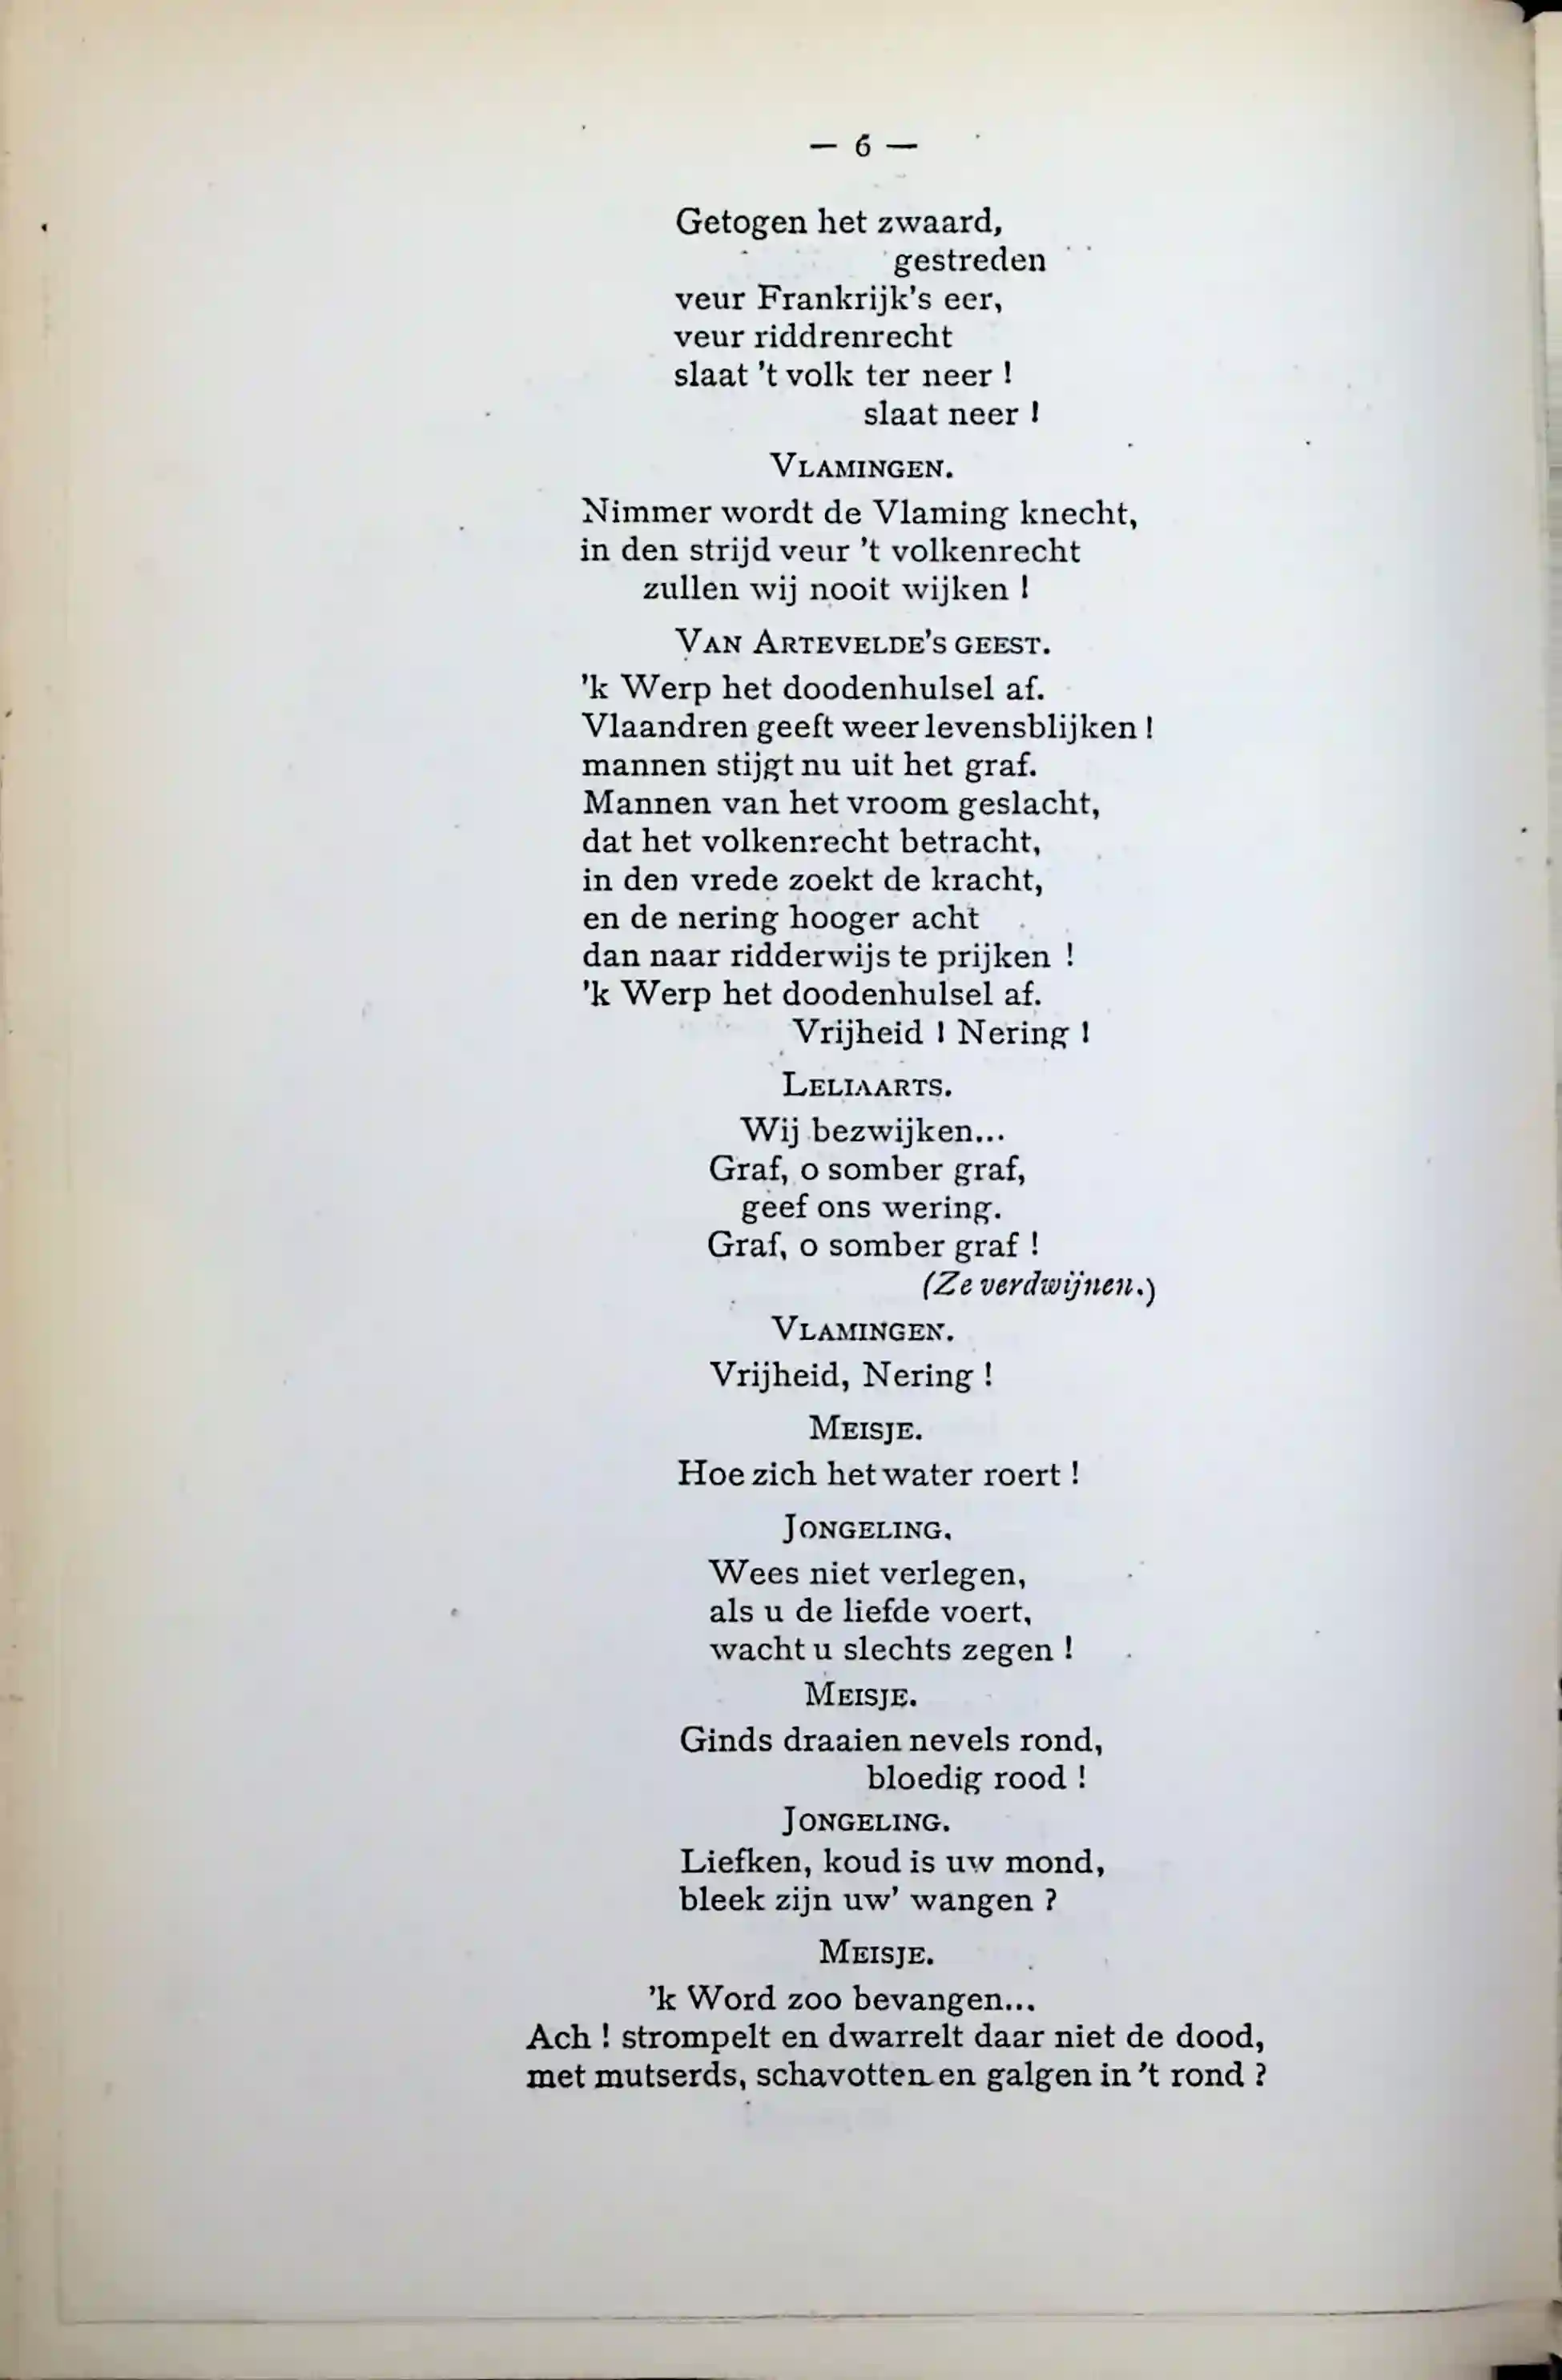 — 6 —
Getogen het zwaard,
gestreden
veur Frankrijk's eer,
veur riddrenrecht
slaat 't volk ter neer !
slaat neer !
VLAMINGEN.
Nimmer wordt de Vlaming knecht,
in den strijd veur 't volkenrecht
zullen wij nooit wijken !
VAN ARTEVELDE'S GEEST.
'k Werp het doodenhulsel af.
Vlaandren geeft weer levensblijken !
mannen stijgt nu uit het graf.
Mannen van het vroom geslacht,
dat het volkenrecht betracht,
in den vrede zoekt de kracht,
en de nering hooger acht
dan naar ridderwijs te prijken !
'k Werp het doodenhulsel af.
Vrijheid ! Nering !
LELIAARTS.
Wij bezwijken...
Graf, o somber graf,
geef ons wering.
Graf, o somber graf !
(Ze verdwijnen.)
VLAMINGEN.
Vrijheid, Nering !
MEISJE.
Hoe zich het water roert !
JONGELING.
Wees niet verlegen,
als u de liefde voert,
wacht u slechts zegen !
MEISJE.
Ginds draaien nevels rond,
bloedig rood !
JONGELING.
Liefken, koud is uw mond,
bleek zijn uw' wangen ?
MEISJE.
'k Word zoo bevangen...
Ach ! strompelt en dwarrelt daar niet de dood,
met mutserds, schavotten en galgen in 't rond ?